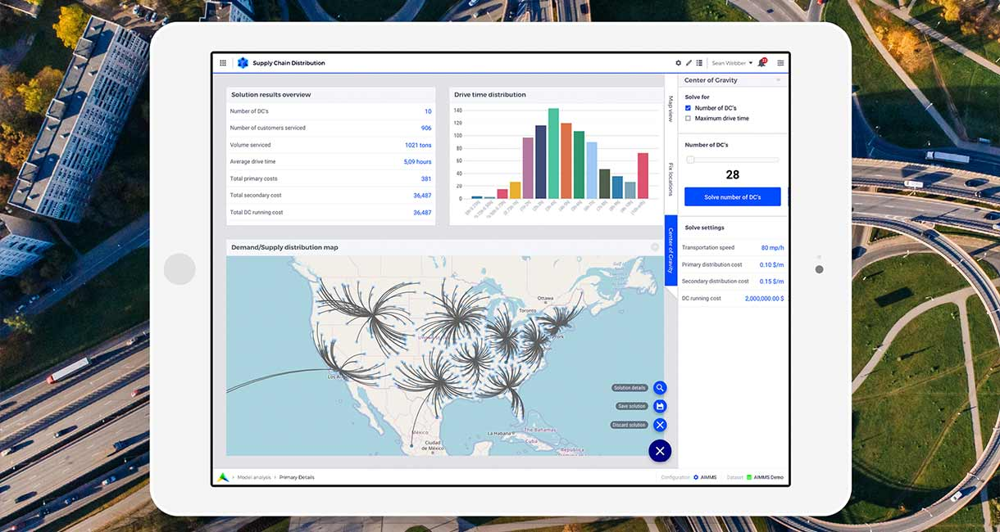 Supply Chain Distribution
Sean Webber
Solution results overview
Number of DC's 10
Number of customers serviced 906
Volume serviced 1021 tons
Average drive time 5,09 hours
Total primary costs 381
Total secondary cost 36,487
Total DC running cost 36,487
Drive time distribution
140
120
100
80
60
40
20
0
Map view
Fix locations
Center of Gravity
Center of Gravity
Solve for
Number of DC's
Maximum drive time
Number of DC's
28
Solve number of DC's
Solve settings
Transportation speed 80 mp/h
Primary distribution cost 0.10 $/m
Secondary distribution cost 0.15 $/m
DC running cost 2,000,000.00 $
Demand/Supply distribution map
Ottawa
Toronto
México
Ciudad
de México
La Habana
Cuba
The Bahamas
República
Solution details
Save solution
Discard solution
Model analysis > Primary Details
Configuration AIMMS
Dataset AIMMS Demo